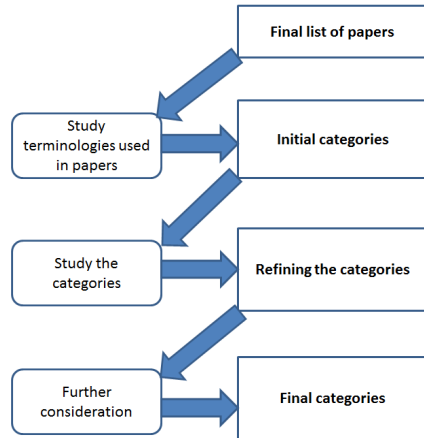 Final list of papers
Study
terminologies used
in papers
Initial categories
Study the
categories
Refining the categories
Further
consideration
Final categories